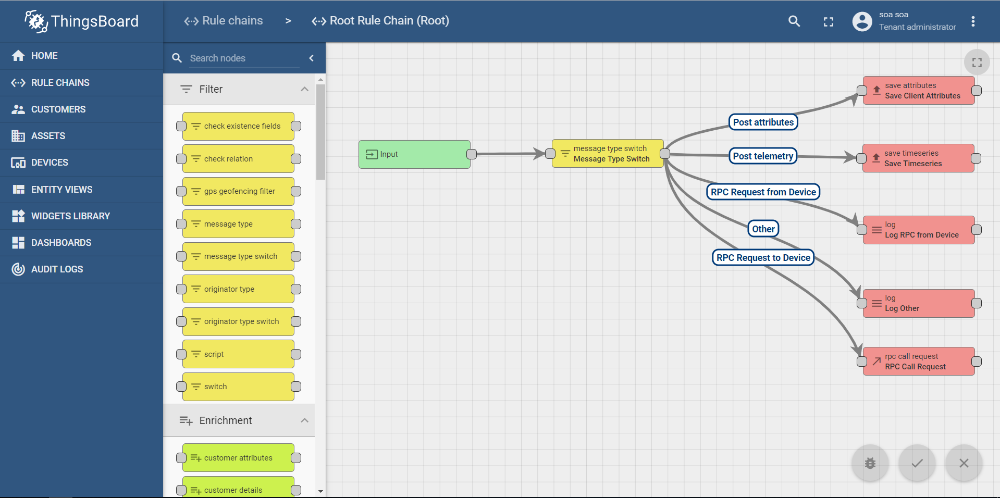 ThingsBoard
Rule chains > Root Rule Chain (Root)
soa soa
Tenant administrator
HOME
RULE CHAINS
CUSTOMERS
ASSETS
DEVICES
ENTITY VIEWS
WIDGETS LIBRARY
DASHBOARDS
AUDIT LOGS
Search nodes
Filter
check existence fields
check relation
gps geofencing filter
message type
message type switch
originator type
originator type switch
script
switch
Enrichment
customer attributes
customer details
Input
message type switch
Message Type Switch
Post attributes
Post telemetry
RPC Request from Device
Other
RPC Request to Device
save attributes
Save Client Attributes
save timeseries
Save Timeseries
log
Log RPC from Device
log
Log Other
rpc call request
RPC Call Request